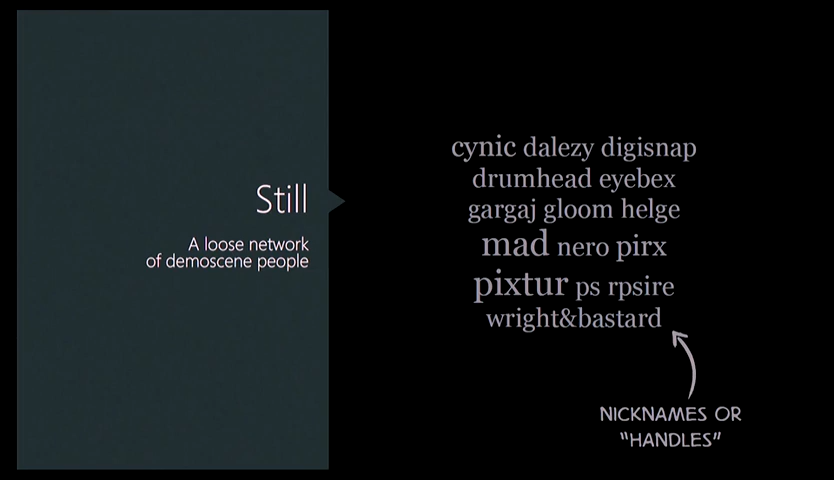 Still
A loose network
of demoscene people
cynic dalezy digisnap
drumhead eyebex
gargaj gloom helge
mad nero pirx
pixtur ps rpsire
wright&bastard
NICKNAMES OR
"HANDLES"